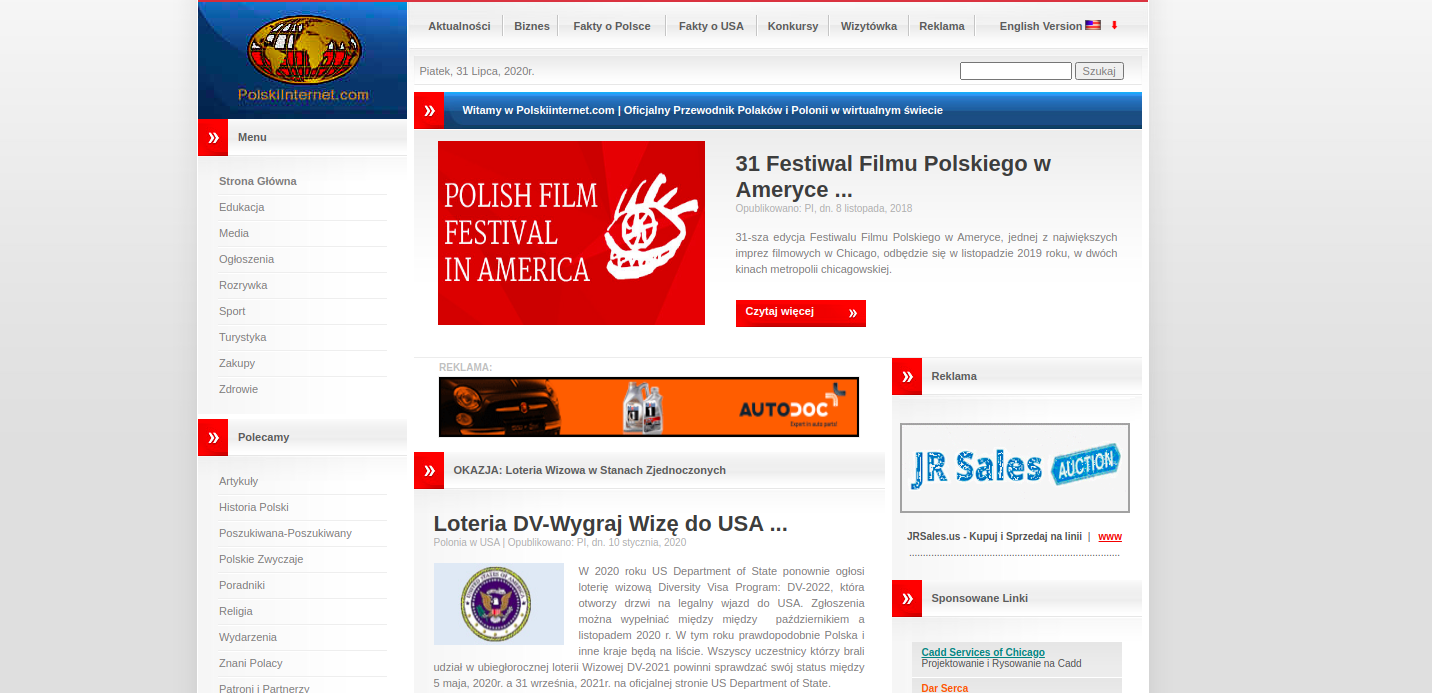 PolskiInternet.com
Aktualności
Biznes
Fakty o Polsce
Fakty o USA
Konkursy
Wizytówka
Reklama
English Version
Piatek, 31 Lipca, 2020r.
Szukaj
Witamy w Polskiinternet.com | Oficjalny Przewodnik Polaków i Polonii w wirtualnym świecie
Menu
Strona Główna
Edukacja
Media
Ogłoszenia
Rozrywka
Sport
Turystyka
Zakupy
Zdrowie
Polecamy
Artykuły
Historia Polski
Poszukiwana-Poszukiwany
Polskie Zwyczaje
Poradniki
Religia
Wydarzenia
Znani Polacy
Patroni i Partnerzy
POLISH FILM
FESTIVAL
IN AMERICA
31 Festiwal Filmu Polskiego w
Ameryce ...
Opublikowano: PI, dn. 8 listopada, 2018
31-sza edycja Festiwalu Filmu Polskiego w Ameryce, jednej z największych
imprez filmowych w Chicago, odbędzie się w listopadzie 2019 roku, w dwóch
kinach metropolii chicagowskiej.
Czytaj więcej
REKLAMA:
AUTODOC
Expert in auto parts!
OKAZJA: Loteria Wizowa w Stanach Zjednoczonych
Loteria DV-Wygraj Wizę do USA ...
Polonia w USA | Opublikowano: PI, dn. 10 stycznia, 2020
W 2020 roku US Department of State ponownie ogłosi
loterię wizową Diversity Visa Program: DV-2022, która
otworzy drzwi na legalny wjazd do USA. Zgłoszenia
można wypełniać między między październikiem a
listopadem 2020 r. W tym roku prawdopodobnie Polska i
inne kraje będą na liście. Wszyscy uczestnicy którzy brali
udział w ubiegłorocznej loterii Wizowej DV-2021 powinni sprawdzać swój status między
5 maja, 2020r. a 31 września, 2021r. na oficjalnej stronie US Department of State.
Reklama
JR Sales AUCTION
JRSales.us - Kupuj i Sprzedaj na linii | www
Sponsowane Linki
Cadd Services of Chicago
Projektowanie i Rysowanie na Cadd
Dar Serca